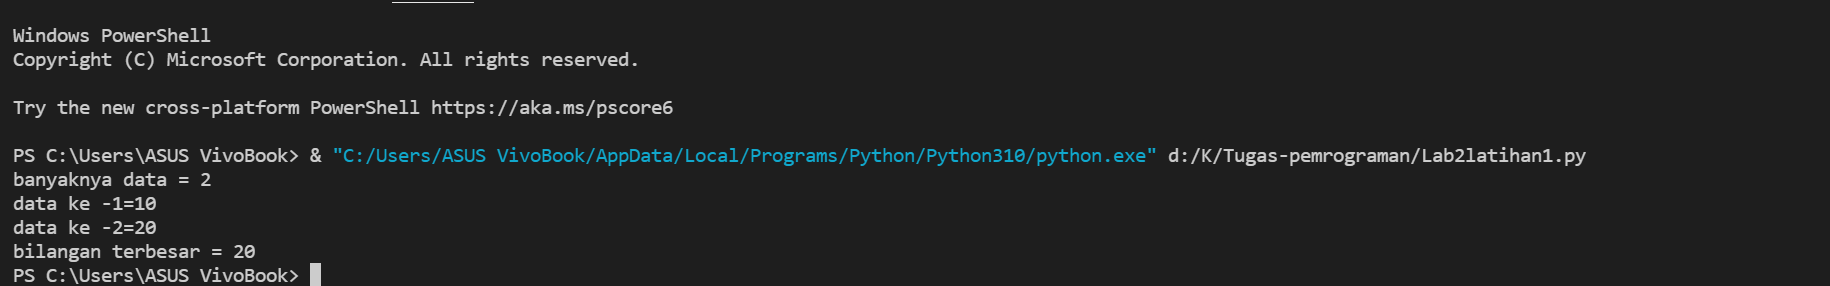 Windows PowerShell
Copyright (C) Microsoft Corporation. All rights reserved.
Try the new cross-platform PowerShell https://aka.ms/pscore6
PS C:\Users\ASUS VivoBook> & "C:/Users/ASUS VivoBook/AppData/Local/Programs/Python/Python310/python.exe" d:/K/Tugas-pemrograman/Lab2latihan1.py
banyaknya data = 2
data ke -1=10
data ke -2=20
bilangan terbesar = 20
PS C:\Users\ASUS VivoBook>